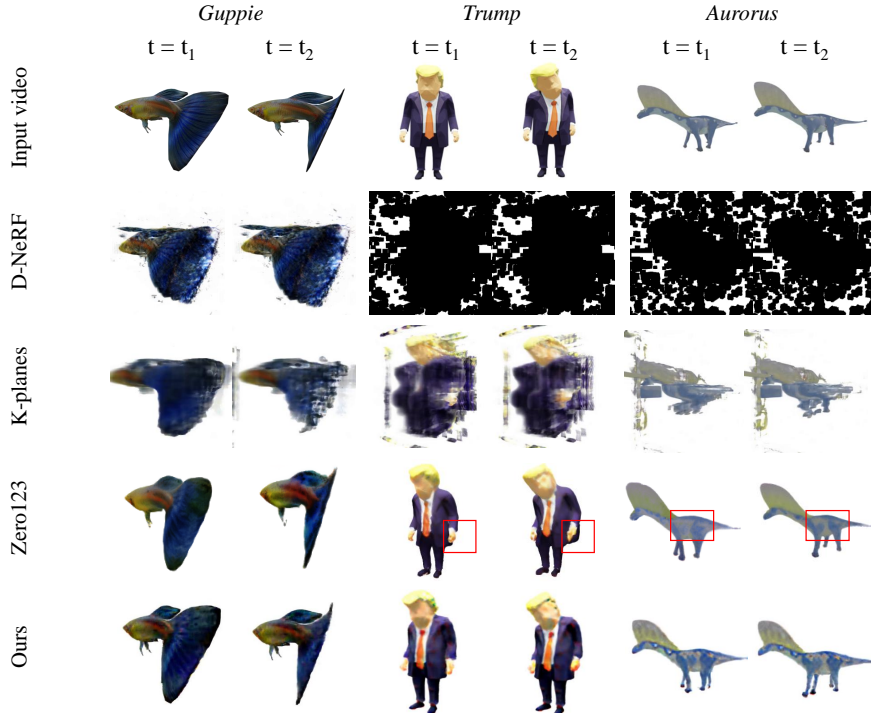 Guppie Trump Aurorus
t = t₁ t = t₂ t = t₁ t = t₂ t = t₁ t = t₂
Input video
D-NeRF
K-planes
Zero123
Ours